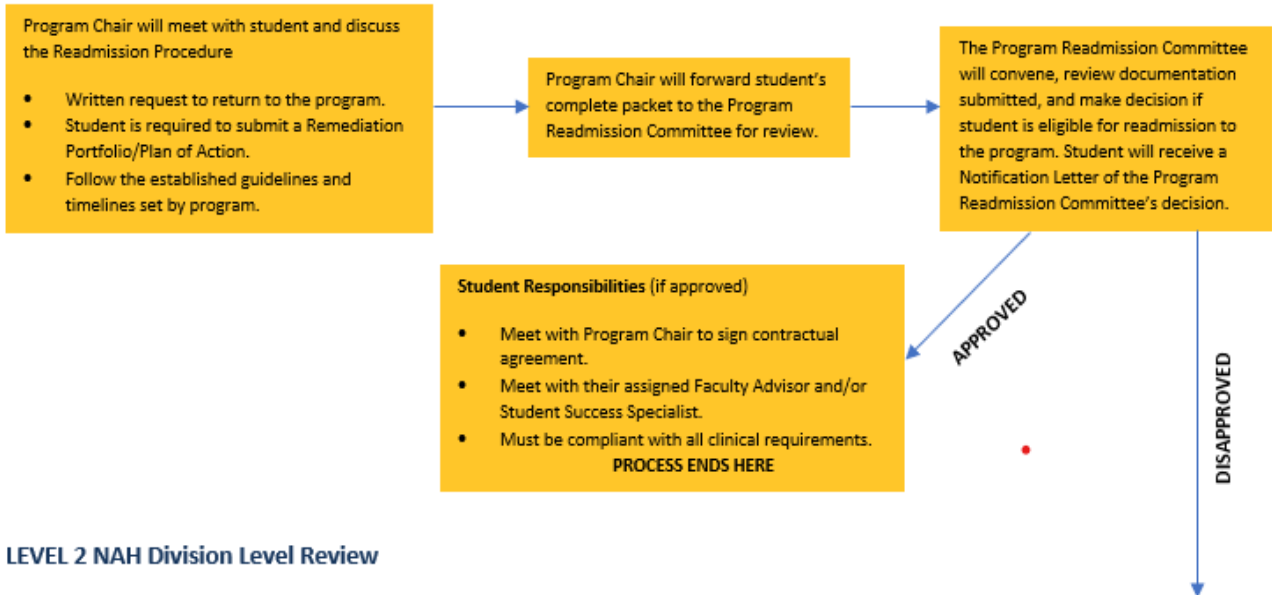 Program Chair will meet with student and discuss
the Readmission Procedure
• Written request to return to the program.
• Student is required to submit a Remediation
Portfolio/Plan of Action.
• Follow the established guidelines and
timelines set by program.
Program Chair will forward student's
complete packet to the Program
Readmission Committee for review.
The Program Readmission Committee
will convene, review documentation
submitted, and make decision if
student is eligible for readmission to
the program. Student will receive a
Notification Letter of the Program
Readmission Committee's decision.
Student Responsibilities (if approved)
• Meet with Program Chair to sign contractual
agreement.
• Meet with their assigned Faculty Advisor and/or
Student Success Specialist.
• Must be compliant with all clinical requirements.
PROCESS ENDS HERE
APPROVED
DISAPPROVED
LEVEL 2 NAH Division Level Review